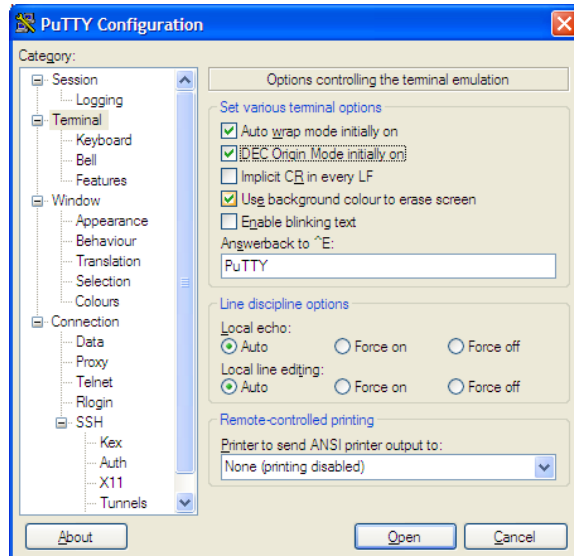 PuTTY Configuration
Category:
Session
Logging
Terminal
Keyboard
Bell
Features
Window
Appearance
Behaviour
Translation
Selection
Colours
Connection
Data
Proxy
Telnet
Rlogin
SSH
Kex
Auth
X11
Tunnels
Options controlling the terminal emulation
Set various terminal options
Auto wrap mode initially on
DEC Origin Mode initially on
Implicit CR in every LF
Use background colour to erase screen
Enable blinking text
Answerback to ^E:
PuTTY
Line discipline options
Local echo:
Auto Force on Force off
Local line editing:
Auto Force on Force off
Remote-controlled printing
Printer to send ANSI printer output to:
None (printing disabled)
About Open Cancel